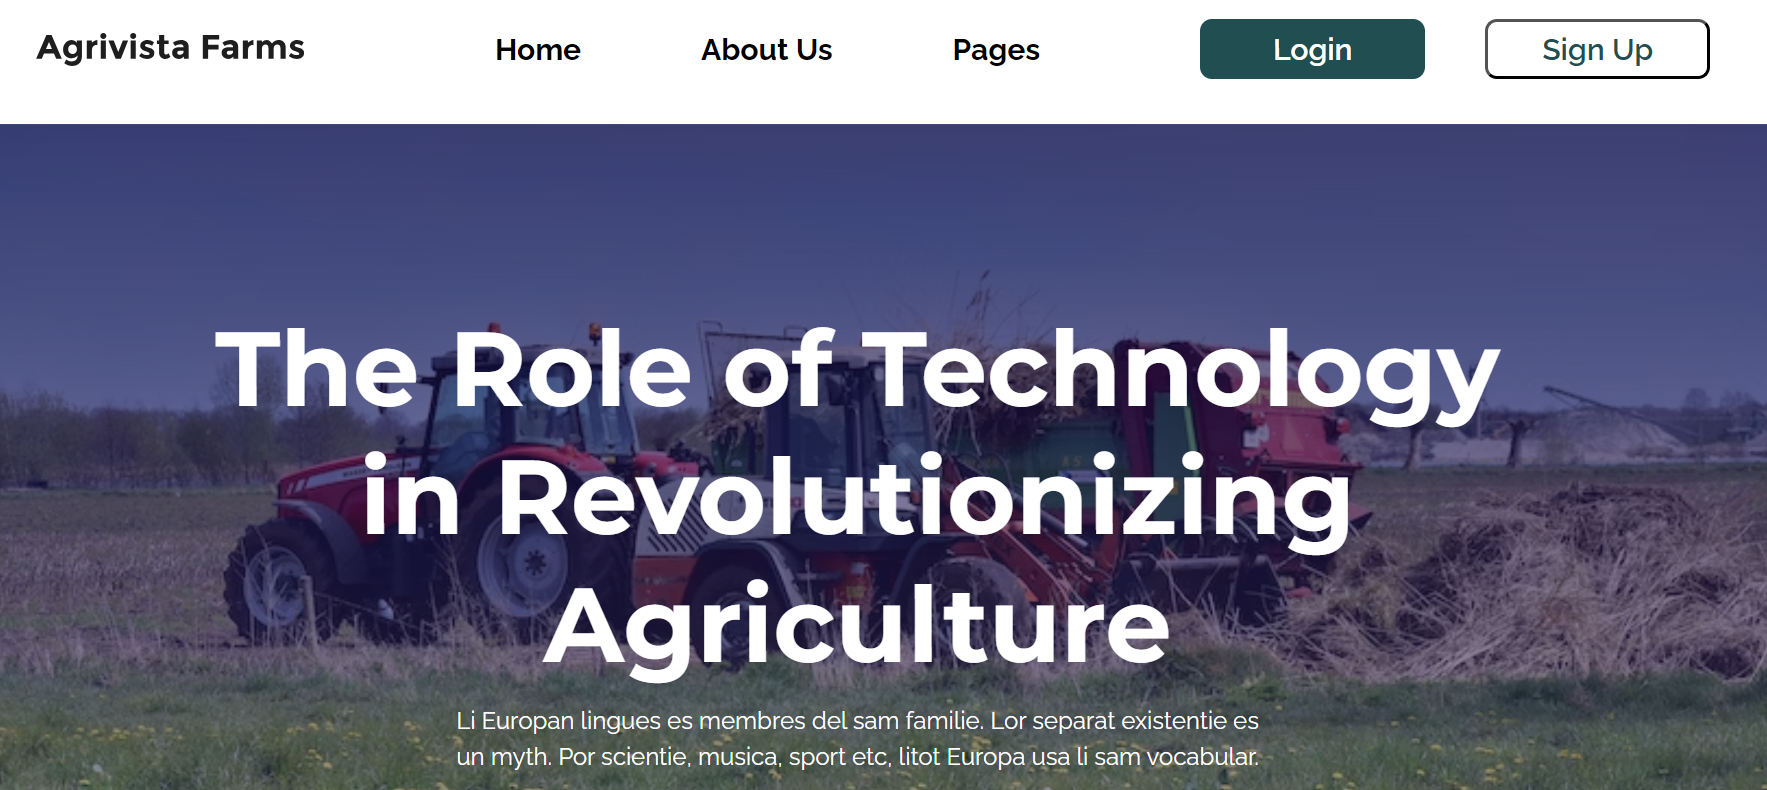 Agrivista Farms
Home
About Us
Pages
Login
Sign Up
The Role of Technology
in Revolutionizing
Agriculture
Li Europan lingues es membres del sam familie. Lor separat existentie es
un myth. Por scientie, musica, sport etc, litot Europa usa li sam vocabular.